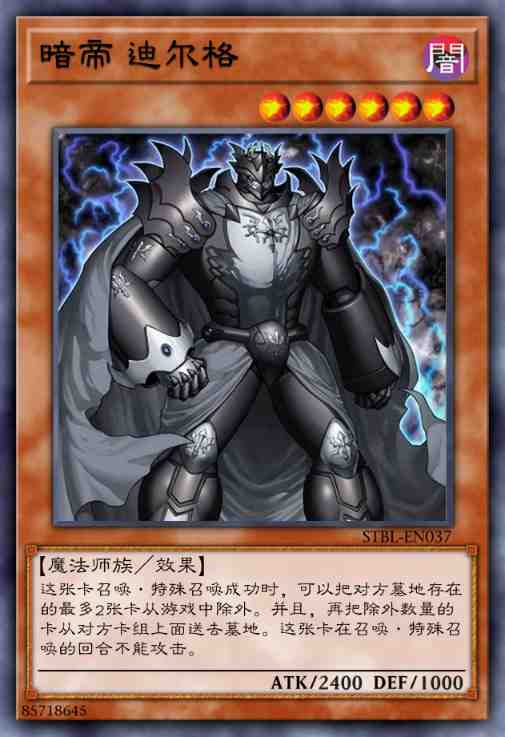 暗帝 迪尔格
闇
STBL-EN037
【魔法师族／效果】
这张卡召唤·特殊召唤成功时，可以把对方墓地存在
的最多2张卡从游戏中除外。并且，再把除外数量的
卡从对方卡组上面送去墓地。这张卡在召唤·特殊召
唤的回合不能攻击。
ATK/2400 DEF/1000
85718645